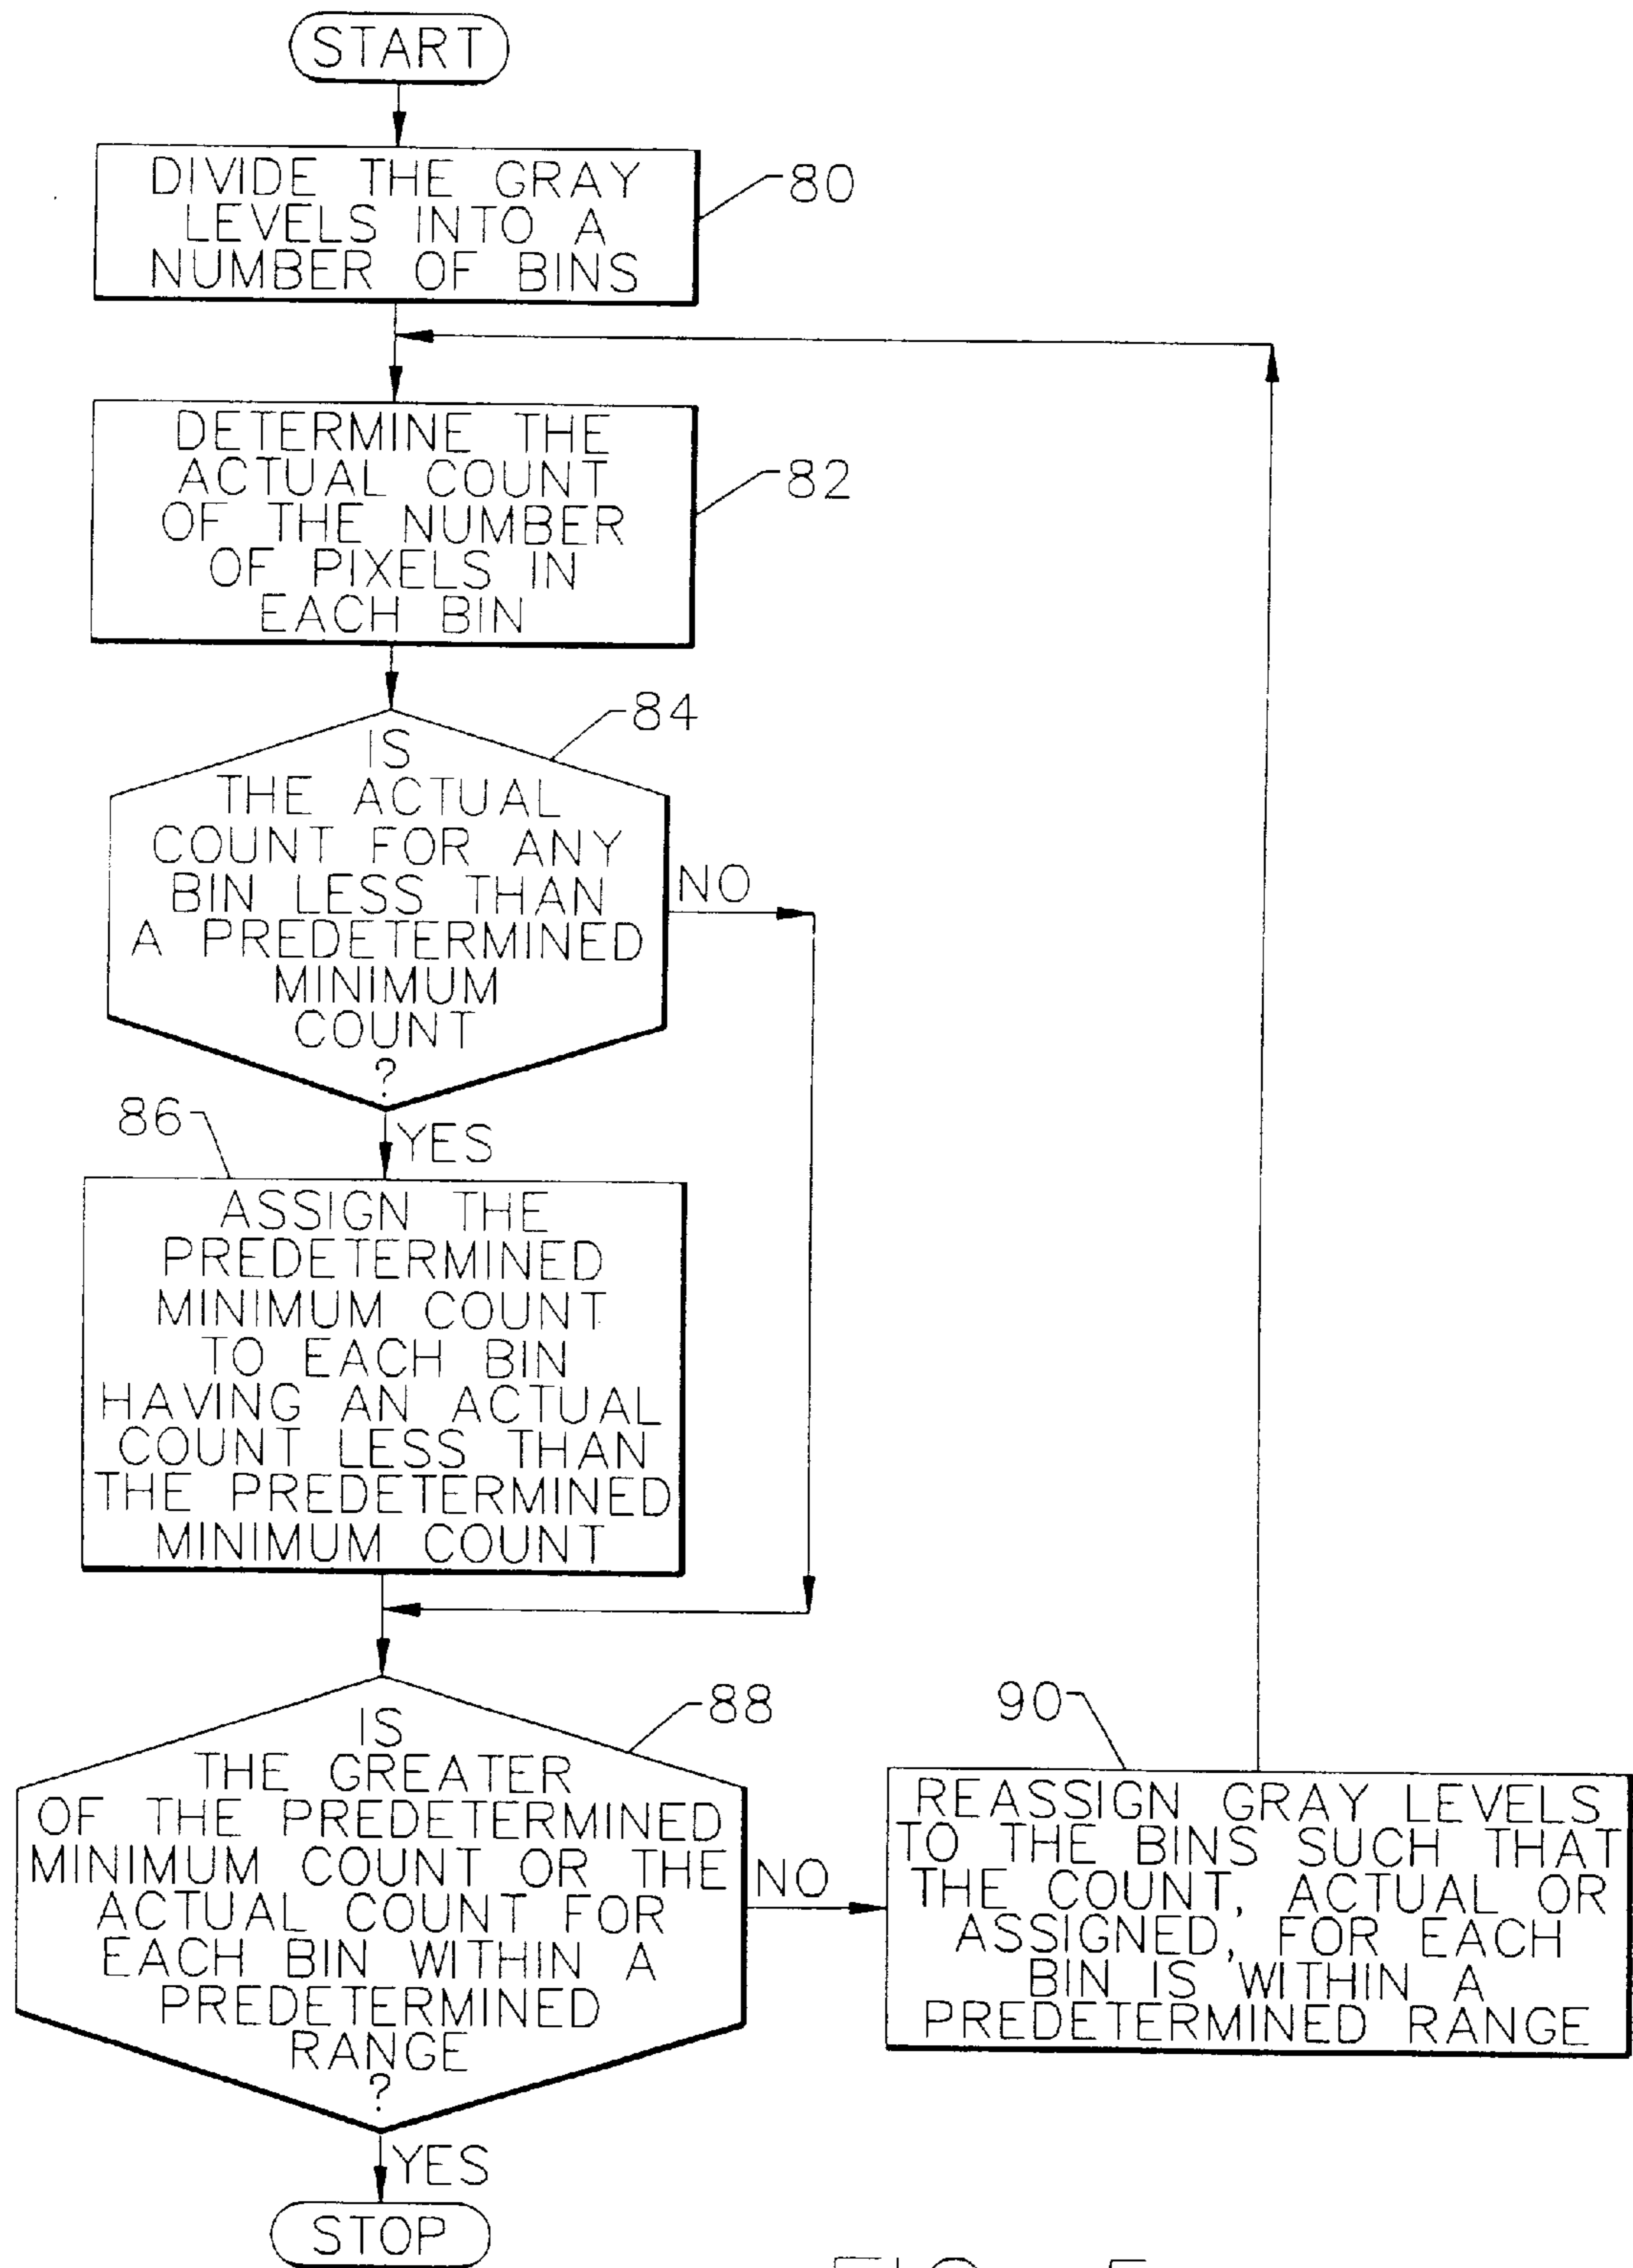 START
DIVIDE THE GRAY
LEVELS INTO A
NUMBER OF BINS
80
DETERMINE THE
ACTUAL COUNT
OF THE NUMBER
OF PIXELS IN
EACH BIN
82
84
IS
THE ACTUAL
COUNT FOR ANY
BIN LESS THAN
A PREDETERMINED
MINIMUM
COUNT
?
NO
YES
86
ASSIGN THE
PREDETERMINED
MINIMUM COUNT
TO EACH BIN
HAVING AN ACTUAL
COUNT LESS THAN
THE PREDETERMINED
MINIMUM COUNT
88
IS
THE GREATER
OF THE PREDETERMINED
MINIMUM COUNT OR THE
ACTUAL COUNT FOR
EACH BIN WITHIN A
PREDETERMINED
RANGE
?
NO
90
REASSIGN GRAY LEVELS
TO THE BINS SUCH THAT
THE COUNT, ACTUAL OR
ASSIGNED, FOR EACH
BIN IS WITHIN A
PREDETERMINED RANGE
YES
STOP